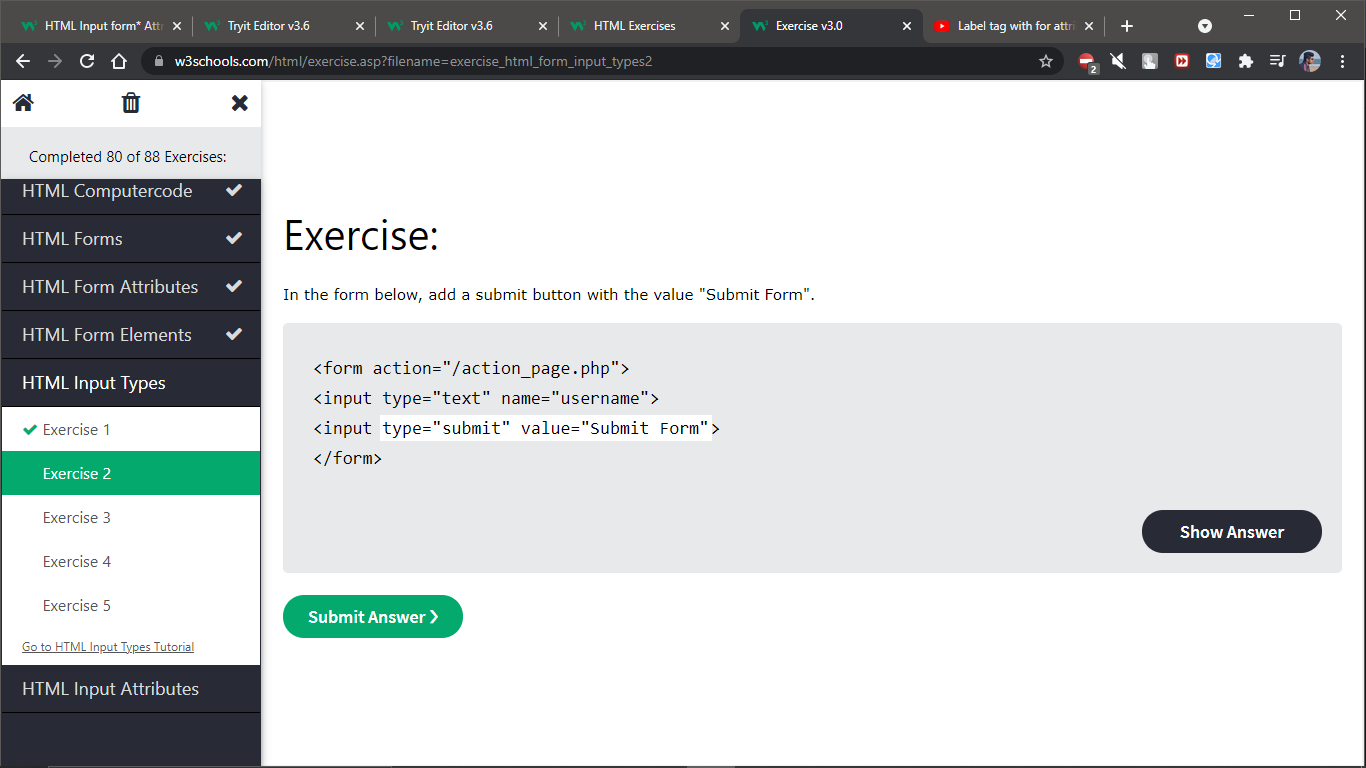 HTML Input form* Att
Tryit Editor v3.6
Tryit Editor v3.6
HTML Exercises
Exercise v3.0
Label tag with for attri
w3schools.com/html/exercise.asp?filename=exercise_html_form_input_types2
2
Completed 80 of 88 Exercises:
HTML Computercode
HTML Forms
HTML Form Attributes
HTML Form Elements
HTML Input Types
Exercise 1
Exercise 2
Exercise 3
Exercise 4
Exercise 5
Go to HTML Input Types Tutorial
HTML Input Attributes
Exercise:
In the form below, add a submit button with the value "Submit Form".
<form action="/action_page.php">
<input type="text" name="username">
<input type="submit" value="Submit Form">
</form>
Show Answer
Submit Answer ❯